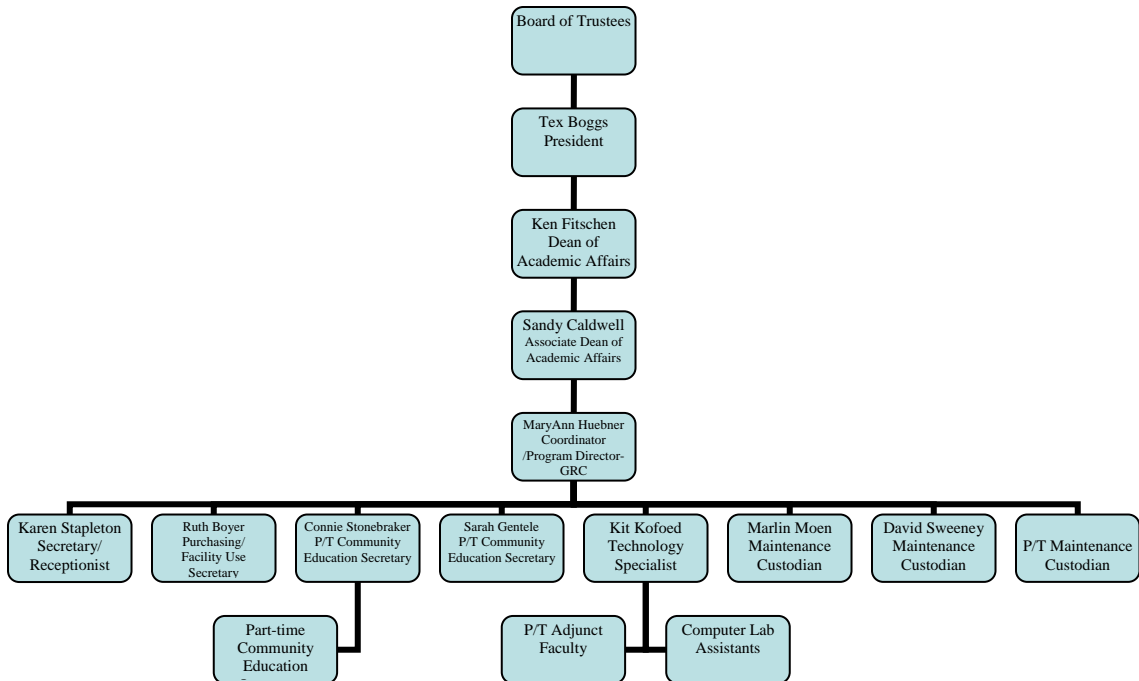 Board of Trustees
Tex Boggs
President
Ken Fitschen
Dean of
Academic Affairs
Sandy Caldwell
Associate Dean of
Academic Affairs
MaryAnn Huebner
Coordinator
/Program Director-
GRC
Karen Stapleton
Secretary/
Receptionist
Ruth Boyer
Purchasing/
Facility Use
Secretary
Connie Stonebraker
P/T Community
Education Secretary
Sarah Gentele
P/T Community
Education Secretary
Kit Kofoed
Technology
Specialist
Marlin Moen
Maintenance
Custodian
David Sweeney
Maintenance
Custodian
P/T Maintenance
Custodian
Part-time
Community
Education
P/T Adjunct
Faculty
Computer Lab
Assistants